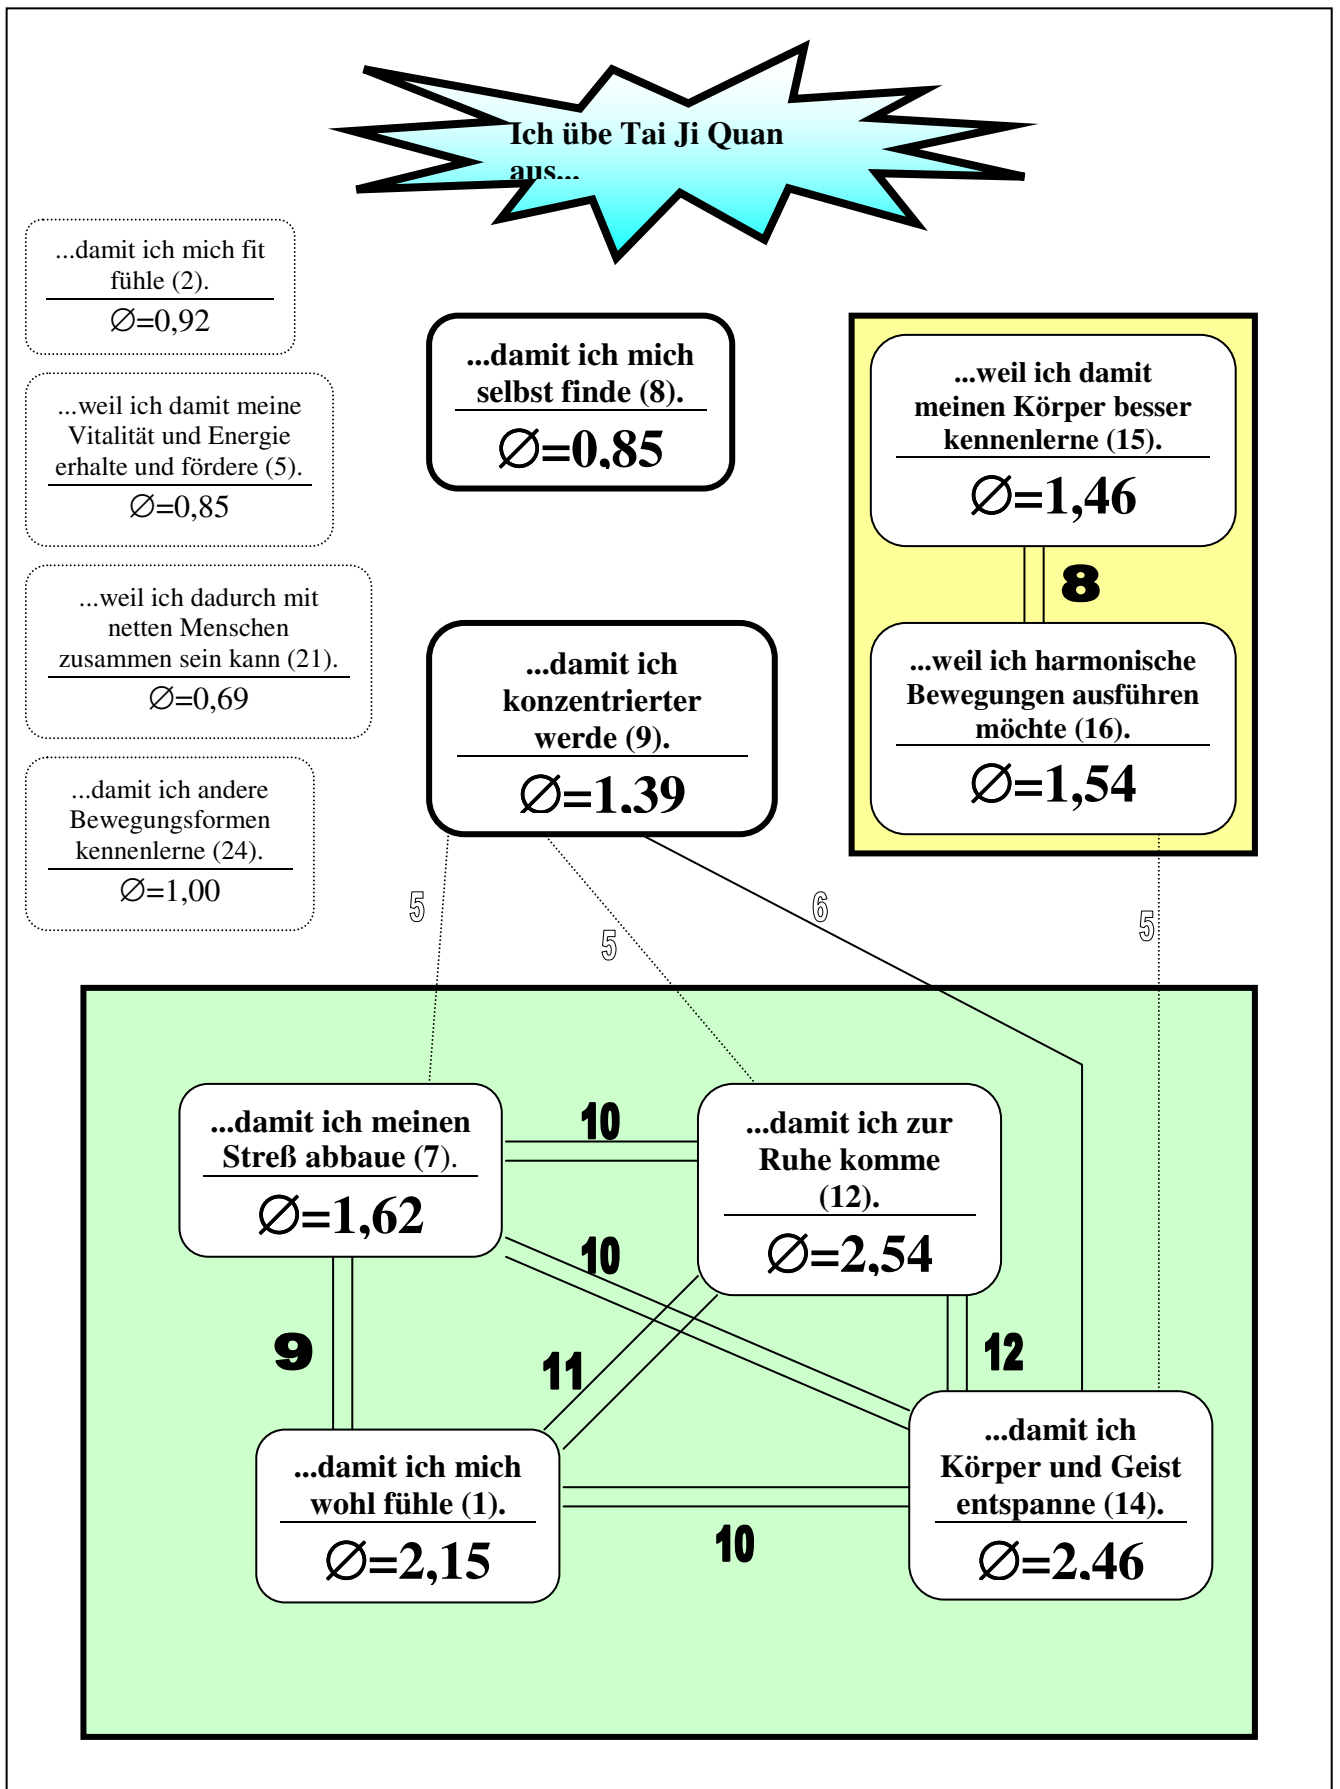 Ich übe Tai Ji Quan
aus...
...damit ich mich fit
fühle (2).
∅=0,92
...weil ich damit meine
Vitalität und Energie
erhalte und fördere (5).
∅=0,85
...weil ich dadurch mit
netten Menschen
zusammen sein kann (21).
∅=0,69
...damit ich andere
Bewegungsformen
kennenlerne (24).
∅=1,00
...damit ich mich
selbst finde (8).
∅=0,85
...damit ich
konzentrierter
werde (9).
∅=1,39
...weil ich damit
meinen Körper besser
kennenlerne (15).
∅=1,46
8
...weil ich harmonische
Bewegungen ausführen
möchte (16).
∅=1,54
5
5
6
5
...damit ich meinen
Streß abbaue (7).
∅=1,62
10
...damit ich zur
Ruhe komme
(12).
∅=2,54
10
9
11
12
...damit ich mich
wohl fühle (1).
∅=2,15
10
...damit ich
Körper und Geist
entspanne (14).
∅=2,46